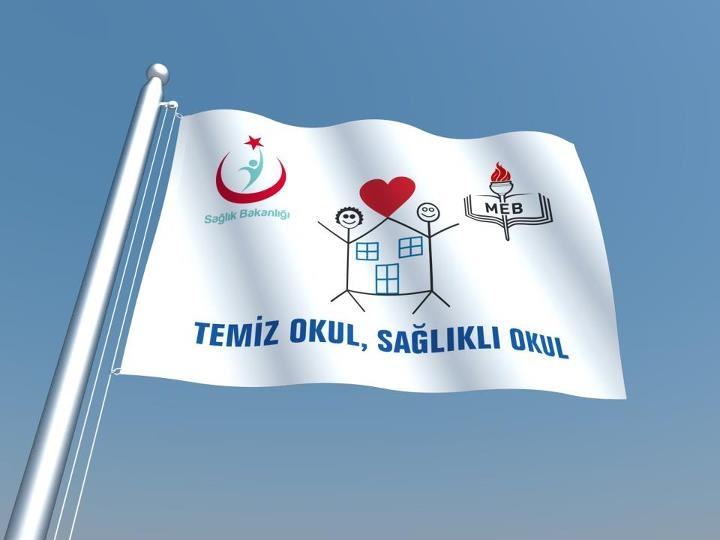 Sağlık Bakanlığı
MEB
TEMİZ OKUL, SAĞLIKLI OKUL